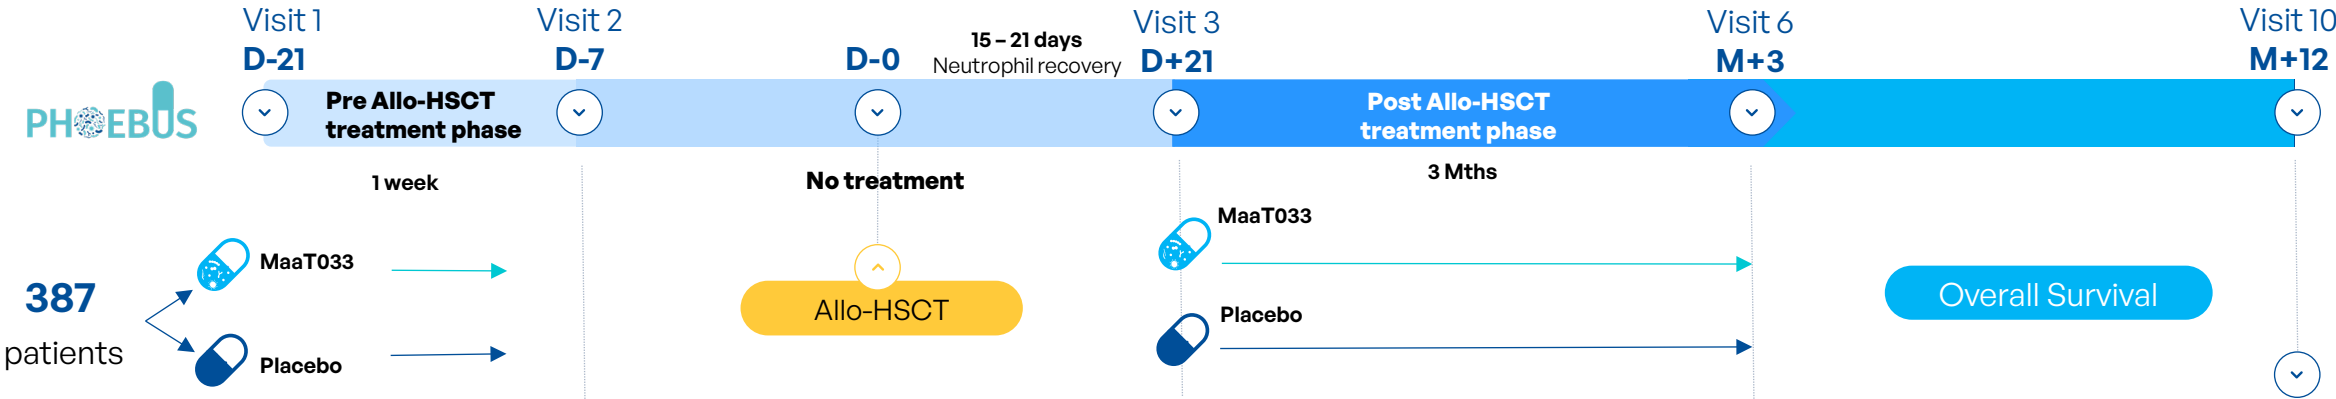 Visit 1
D-21
Visit 2
D-7
D-0
15 – 21 days
Neutrophil recovery
Visit 3
D+21
Visit 6
M+3
Visit 10
M+12
PHOEBUS
Pre Allo-HSCT
treatment phase
Post Allo-HSCT
treatment phase
1 week
No treatment
3 Mths
387
patients
MaaT033
Placebo
Allo-HSCT
MaaT033
Placebo
Overall Survival